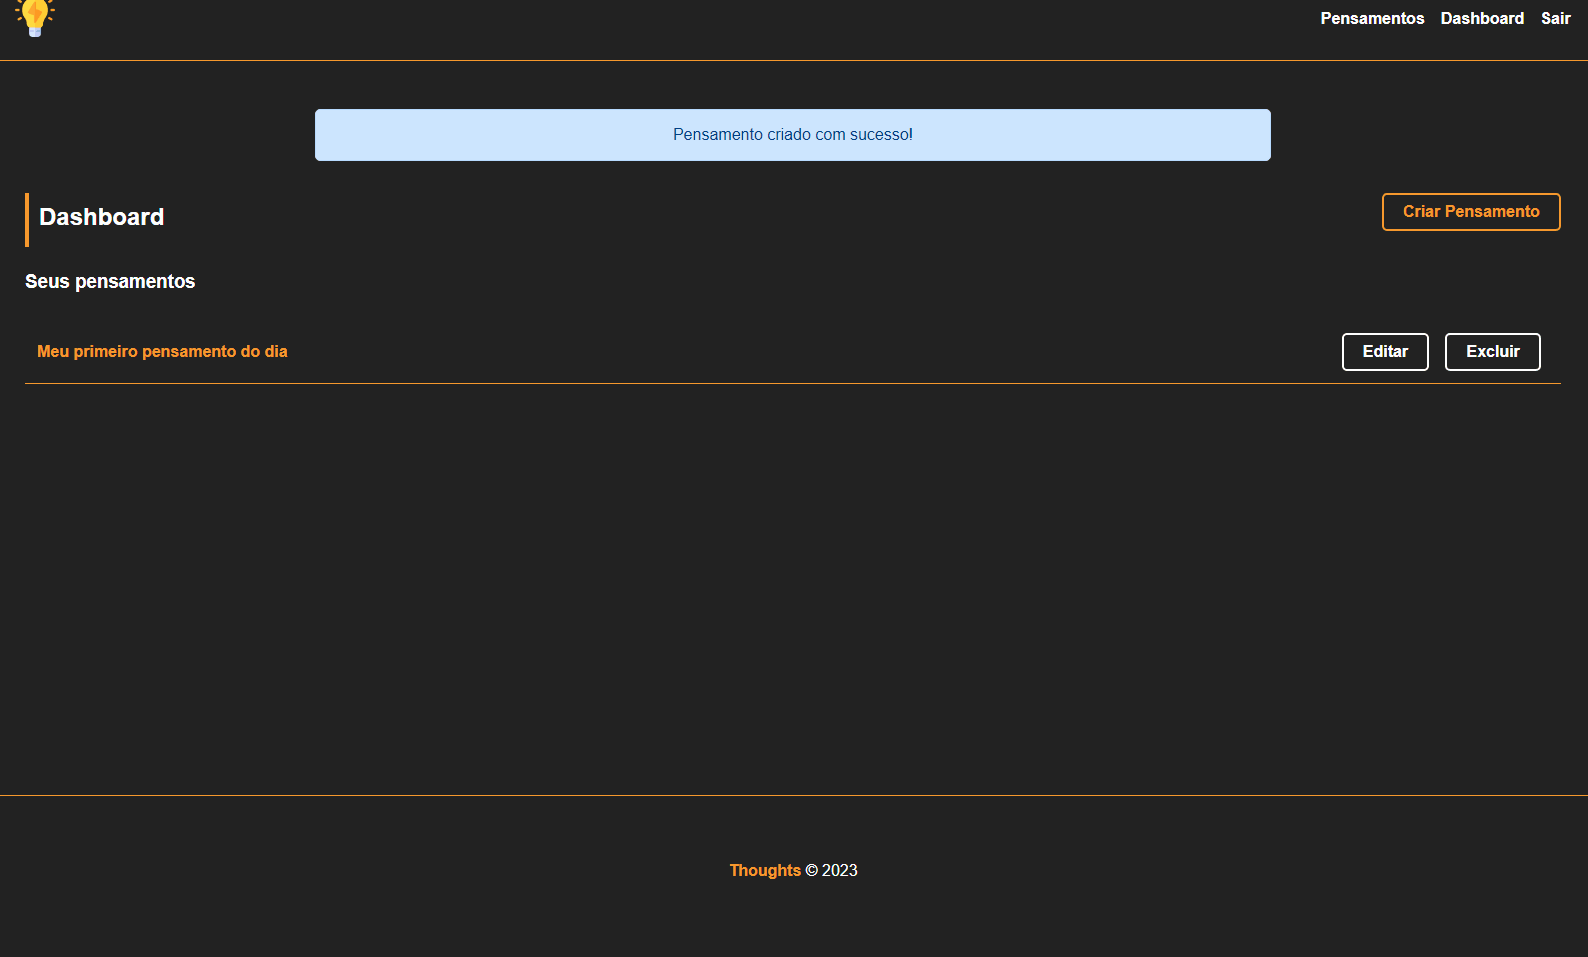 Pensamentos Dashboard Sair
Pensamento criado com sucesso!
Dashboard
Criar Pensamento
Seus pensamentos
Meu primeiro pensamento do dia
Editar Excluir
Thoughts © 2023